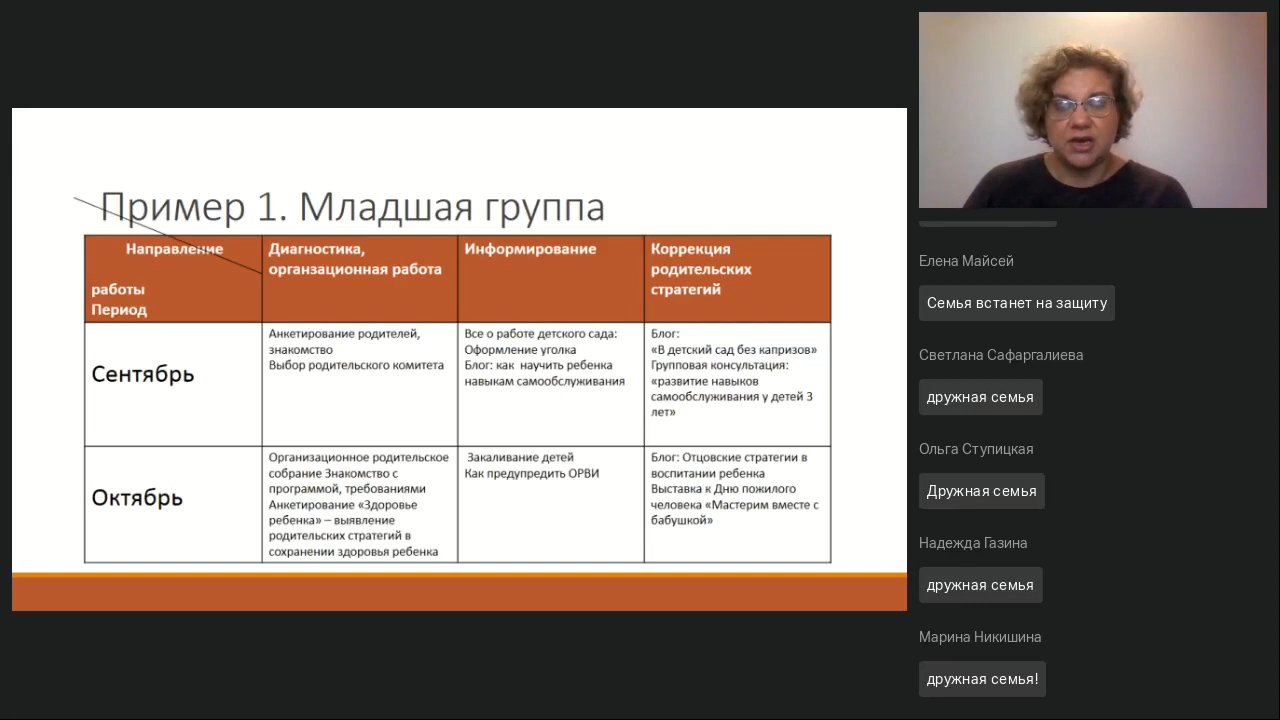 Пример 1. Младшая группа
Направление
работы
Период
Диагностика,
органзационная работа
Информирование
Коррекция
родительских
стратегий
Сентябрь
Анкетирование родителей,
знакомство
Выбор родительского комитета
Все о работе детского сада:
Оформление уголка
Блог: как научить ребенка
навыкам самообслуживания
Блог:
«В детский сад без капризов»
Групповая консультация:
«развитие навыков
самообслуживания у детей 3
лет»
Октябрь
Организационное родительское
собрание Знакомство с
программой, требованиями
Анкетирование «Здоровье
ребенка» – выявление
родительских стратегий в
сохранении здоровья ребенка
Закаливание детей
Как предупредить ОРВИ
Блог: Отцовские стратегии в
воспитании ребенка
Выставка к Дню пожилого
человека «Мастерим вместе с
бабушкой»
Елена Майсей
Семья встанет на защиту
Светлана Сафаргалиева
дружная семья
Ольга Ступицкая
Дружная семья
Надежда Газина
дружная семья
Марина Никишина
дружная семья!